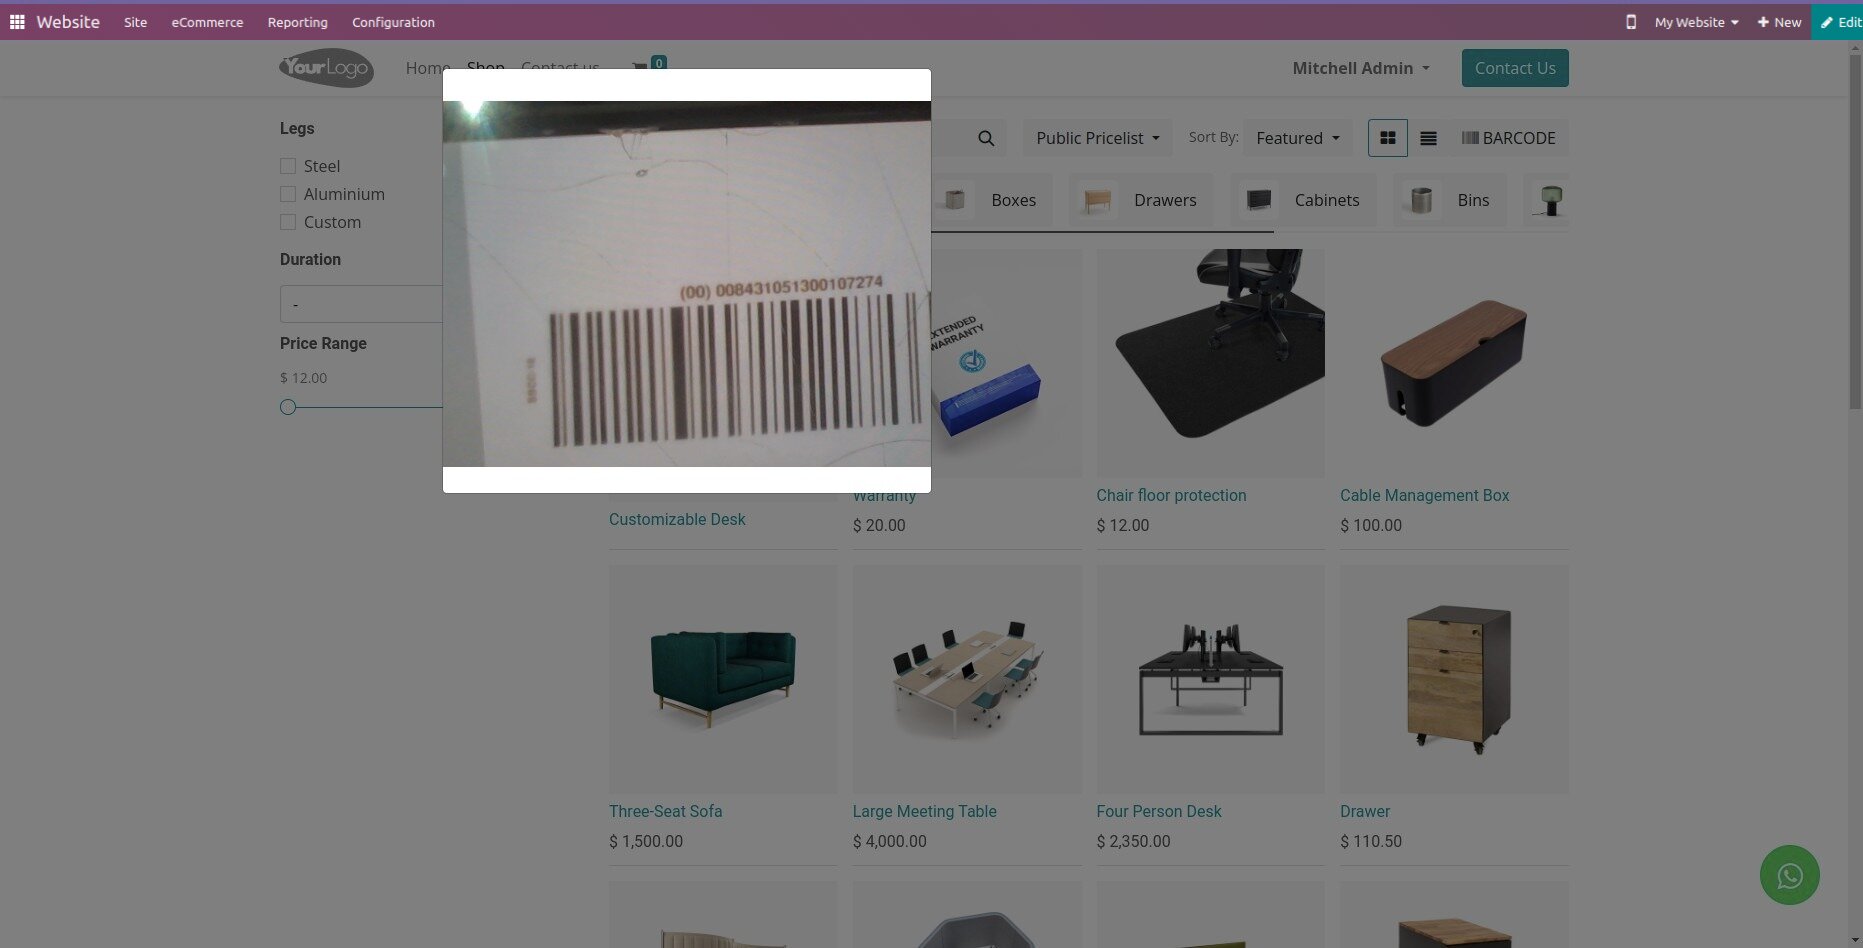 Website Site eCommerce Reporting Configuration My Website + New Edit
YourLogo Home Shop Contact us 0 Mitchell Admin Contact Us
Legs
Steel
Aluminium
Custom
Duration
-
Price Range
$ 12.00
(00) 008431051300107274
Public Pricelist Sort By: Featured BARCODE
Boxes Drawers Cabinets Bins
EXTENDED
WARRANTY
Customizable Desk
Warranty
$ 20.00
Chair floor protection
$ 12.00
Cable Management Box
$ 100.00
Three-Seat Sofa
$ 1,500.00
Large Meeting Table
$ 4,000.00
Four Person Desk
$ 2,350.00
Drawer
$ 110.50